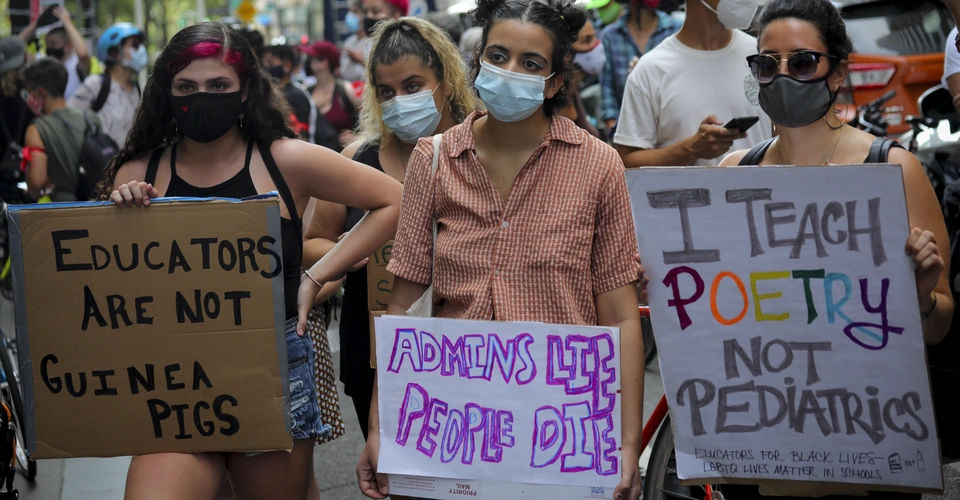 EDUCATORS
ARE NOT
GUINEA
PIGS
ADMINS LIE
PEOPLE DIE
PRIORITY
MAIL
I TEACH
POETRY
NOT
PEDIATRICS
EDUCATORS FOR BLACK LIVES-
LGBTQ LIVES MATTER IN SCHOOLS